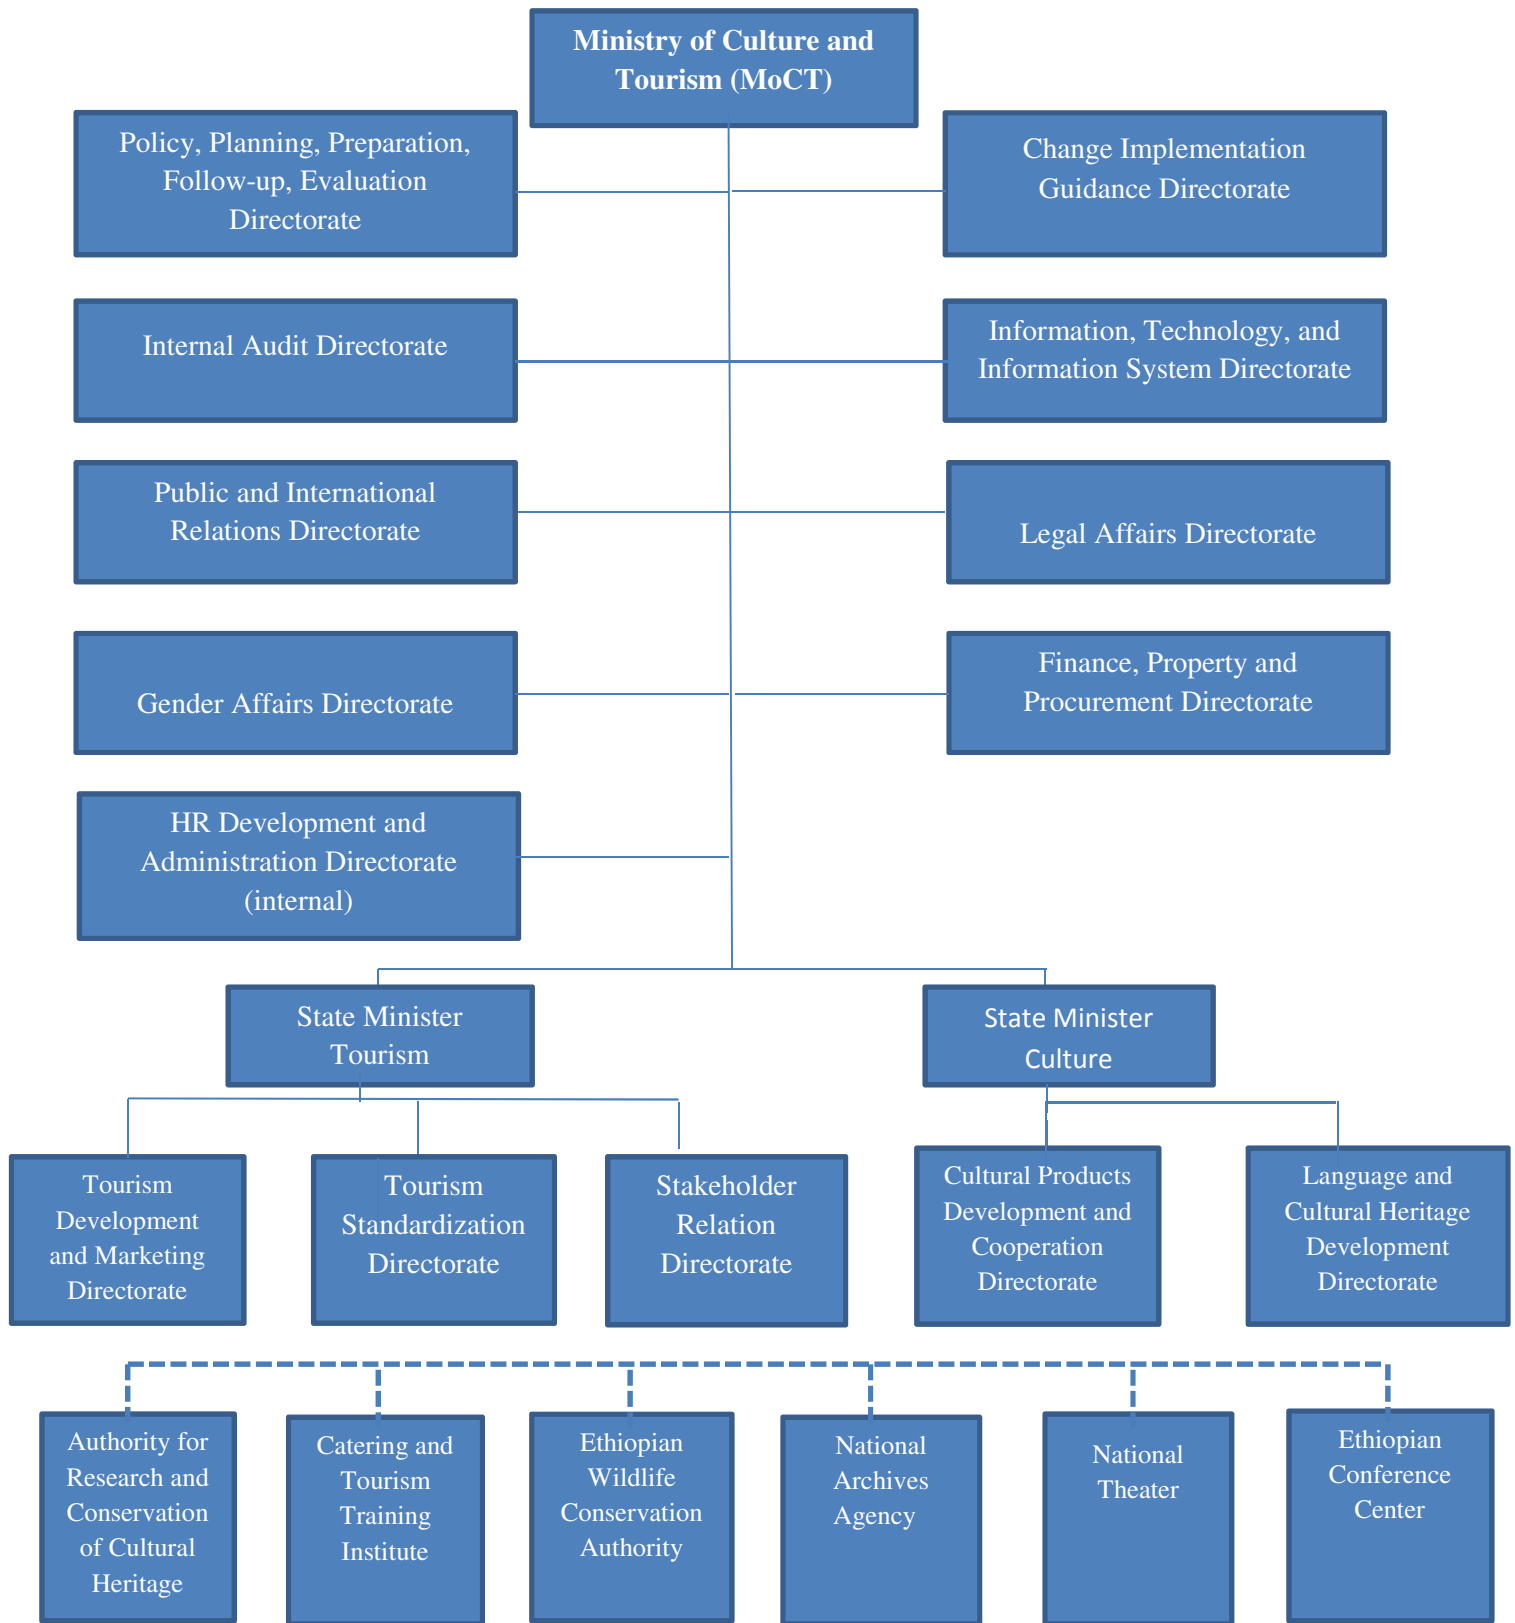 Ministry of Culture and
Tourism (MoCT)
Policy, Planning, Preparation,
Follow-up, Evaluation
Directorate
Change Implementation
Guidance Directorate
Internal Audit Directorate
Information, Technology, and
Information System Directorate
Public and International
Relations Directorate
Legal Affairs Directorate
Gender Affairs Directorate
Finance, Property and
Procurement Directorate
HR Development and
Administration Directorate
(internal)
State Minister
Tourism
State Minister
Culture
Tourism
Development
and Marketing
Directorate
Tourism
Standardization
Directorate
Stakeholder
Relation
Directorate
Cultural Products
Development and
Cooperation
Directorate
Language and
Cultural Heritage
Development
Directorate
Authority for
Research and
Conservation
of Cultural
Heritage
Catering and
Tourism
Training
Institute
Ethiopian
Wildlife
Conservation
Authority
National
Archives
Agency
National
Theater
Ethiopian
Conference
Center